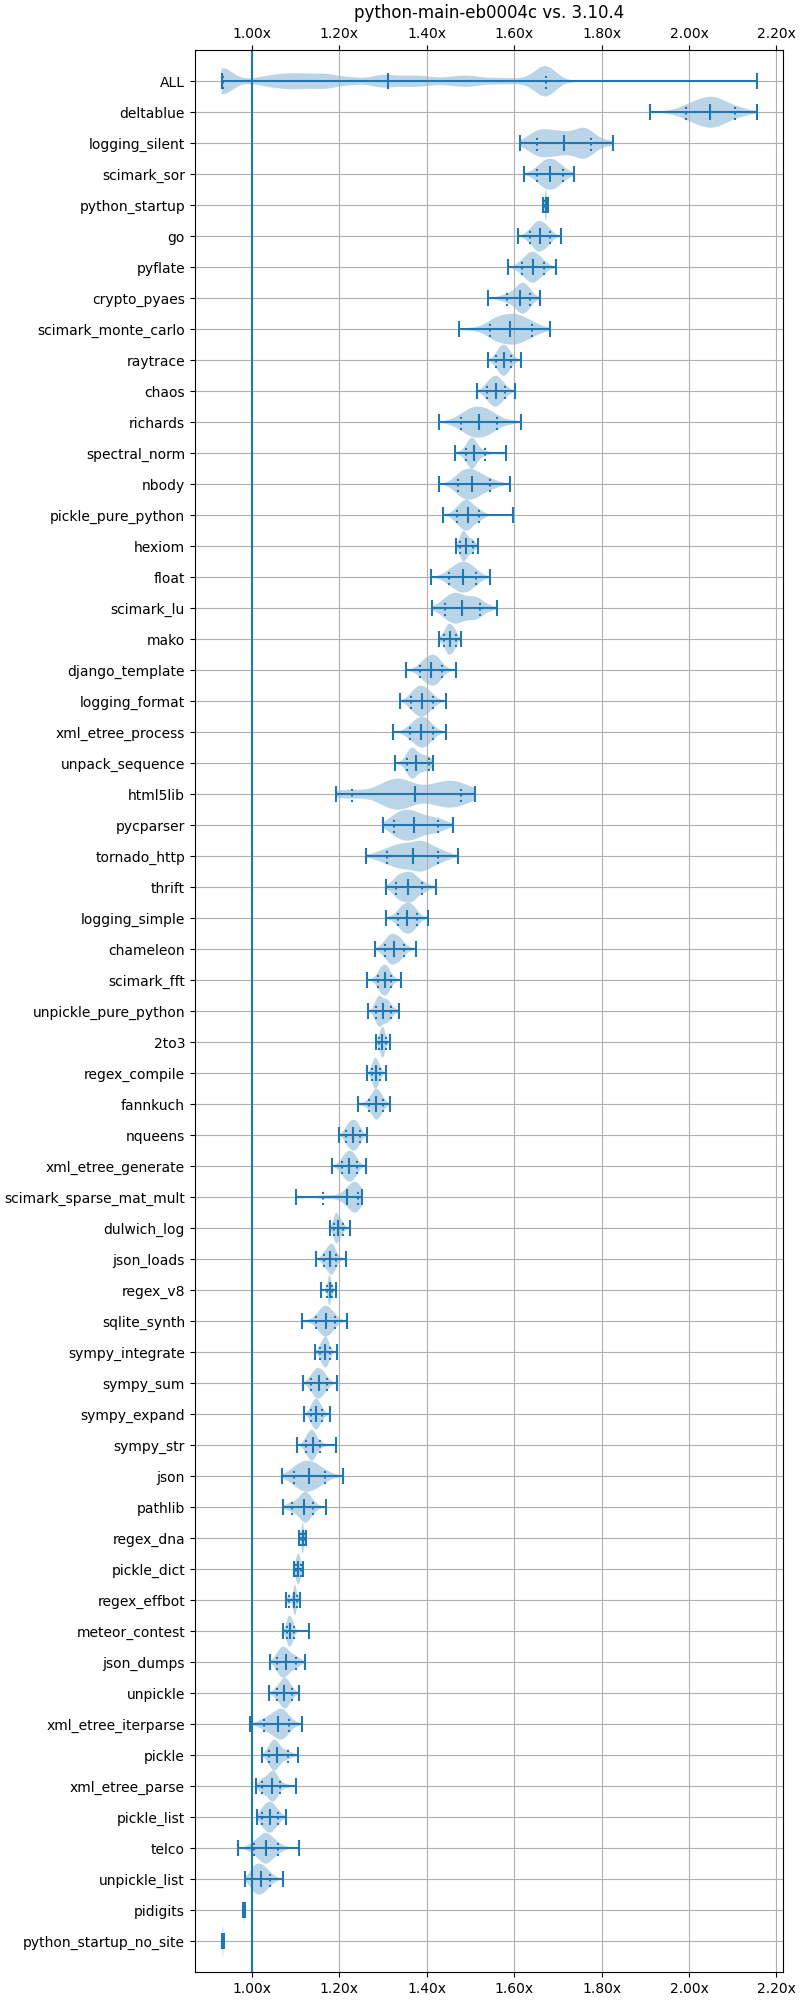 python-main-eb0004c vs. 3.10.4
1.00x 1.20x 1.40x 1.60x 1.80x 2.00x 2.20x
ALL
deltablue
logging_silent
scimark_sor
python_startup
go
pyflate
crypto_pyaes
scimark_monte_carlo
raytrace
chaos
richards
spectral_norm
nbody
pickle_pure_python
hexiom
float
scimark_lu
mako
django_template
logging_format
xml_etree_process
unpack_sequence
html5lib
pycparser
tornado_http
thrift
logging_simple
chameleon
scimark_fft
unpickle_pure_python
2to3
regex_compile
fannkuch
nqueens
xml_etree_generate
scimark_sparse_mat_mult
dulwich_log
json_loads
regex_v8
sqlite_synth
sympy_integrate
sympy_sum
sympy_expand
sympy_str
json
pathlib
regex_dna
pickle_dict
regex_effbot
meteor_contest
json_dumps
unpickle
xml_etree_iterparse
pickle
xml_etree_parse
pickle_list
telco
unpickle_list
pidigits
python_startup_no_site
1.00x 1.20x 1.40x 1.60x 1.80x 2.00x 2.20x